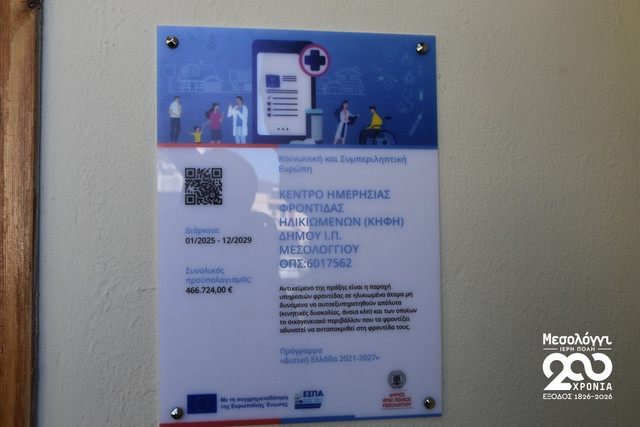 Κοινωνική και Συμπεριληπτική
Ευρώπη
ΚΕΝΤΡΟ ΗΜΕΡΗΣΙΑΣ
ΦΡΟΝΤΙΔΑΣ
ΗΛΙΚΙΩΜΕΝΩΝ (ΚΗΦΗ)
ΔΗΜΟΥ Ι.Π.
ΜΕΣΟΛΟΓΓΙΟΥ
ΟΠΣ:6017562
Διάρκεια:
01/2025 - 12/2029
Συνολικός
προϋπολογισμός:
466.724,00 €
Αντικείμενο της πράξης είναι η παροχή
υπηρεσιών φροντίδας σε ηλικιωμένα άτομα μη
δυνάμενα να αυτοεξυπηρετηθούν απόλυτα
(κινητικές δυσκολίες, άνοια κλπ) και των οποίων
το οικογενειακό περιβάλλον που τα φροντίζει
αδυνατεί να ανταποκριθεί στη φροντίδα τους.
Πρόγραμμα
«Δυτική Ελλάδα 2021-2027»
Με τη συγχρηματοδότηση
της Ευρωπαϊκής Ένωσης
ΕΣΠΑ
ΔΗΜΟΣ
ΙΕΡΑΣ ΠΟΛΕΩΣ
ΜΕΣΟΛΟΓΓΙΟΥ
Μεσολόγγι
ΙΕΡΗ ΠΟΛΗ
200
ΧΡΟΝΙΑ
ΕΞΟΔΟΣ 1826-2026